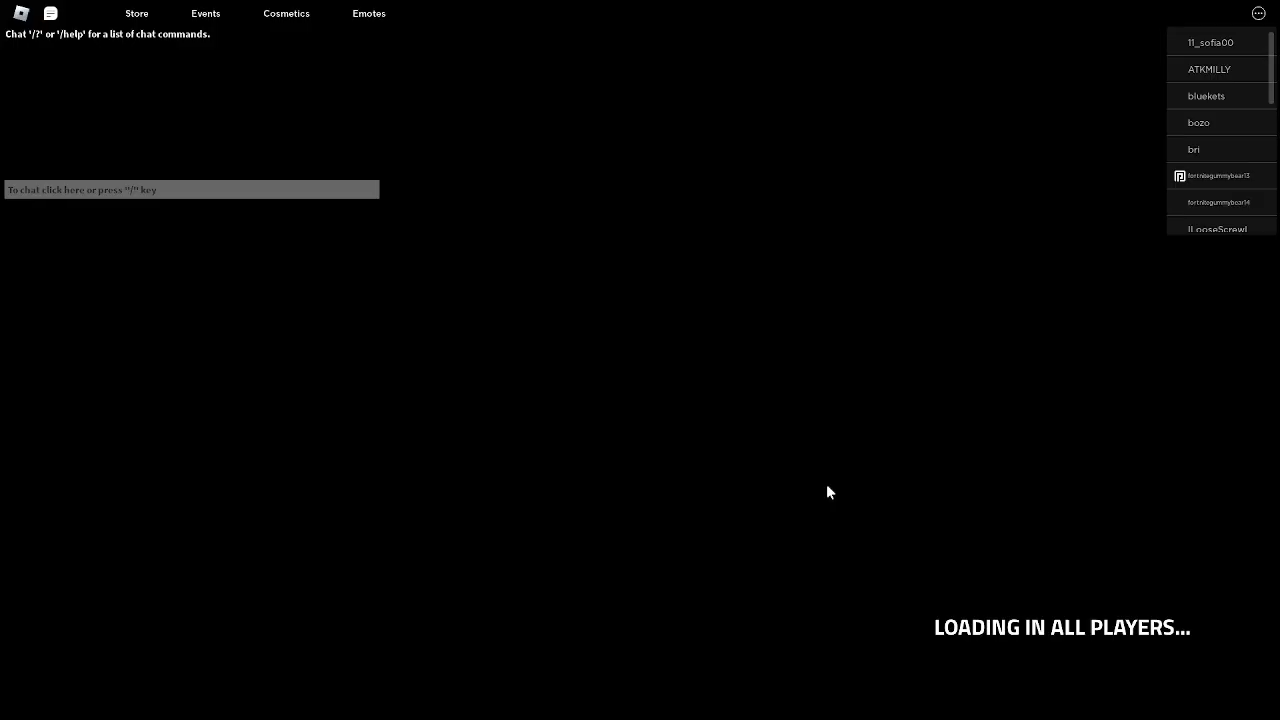 Store Events Cosmetics Emotes
Chat '/?' or '/help' for a list of chat commands.
To chat click here or press "/" key
11_sofia00
ATKMILLY
bluekets
bozo
bri
fortnitegummybear13
fortnitegummybear14
LOADING IN ALL PLAYERS...